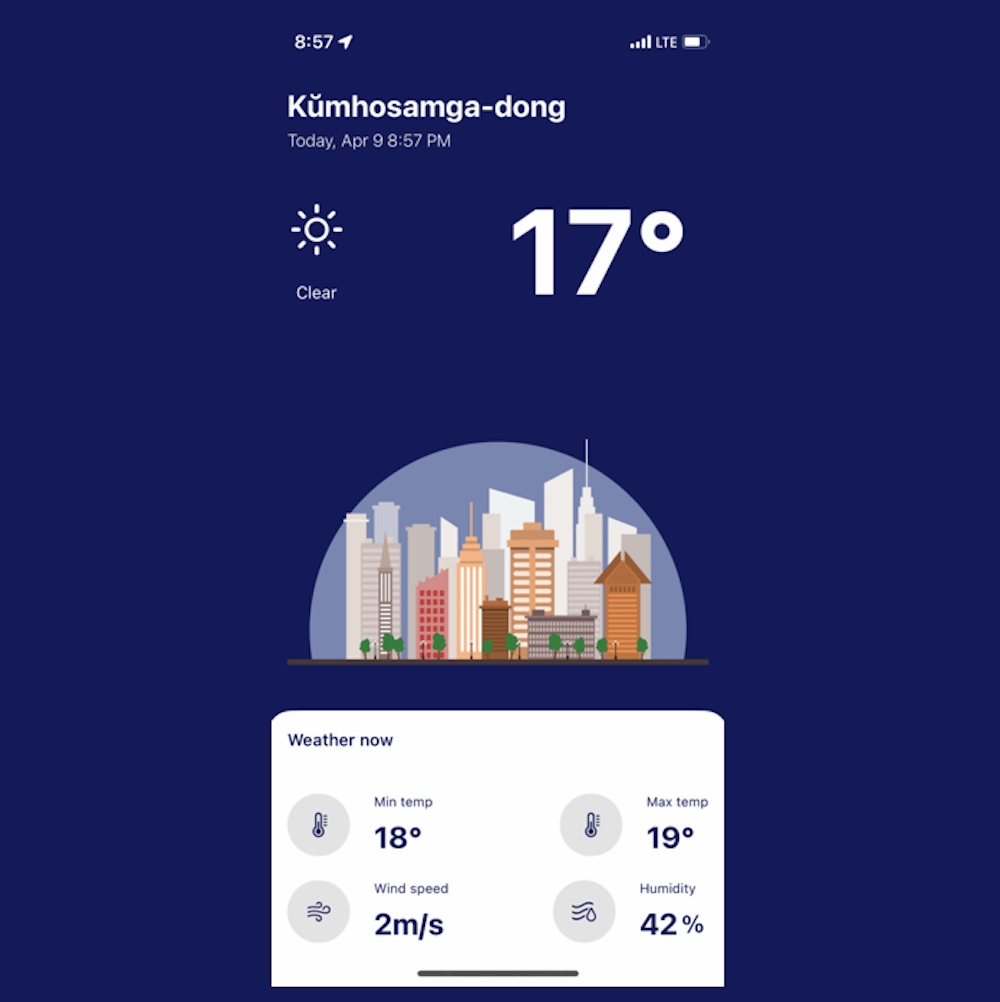 8:57 LTE
Kŭmhosamga-dong
Today, Apr 9 8:57 PM
17°
Clear
Weather now
Min temp
18°
Max temp
19°
Wind speed
2m/s
Humidity
42%